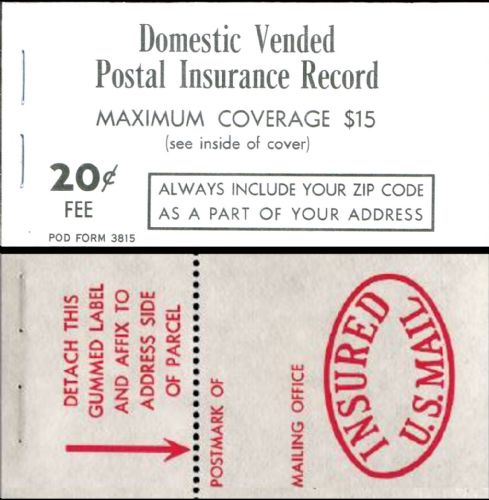 Domestic Vended
Postal Insurance Record
MAXIMUM COVERAGE $15
(see inside of cover)
20¢
FEE
ALWAYS INCLUDE YOUR ZIP CODE
AS A PART OF YOUR ADDRESS
POD FORM 3815
DETACH THIS
GUMMED LABEL
AND AFFIX TO
ADDRESS SIDE
OF PARCEL
POSTMARK OF
MAILING OFFICE
INSURED
U.S. MAIL